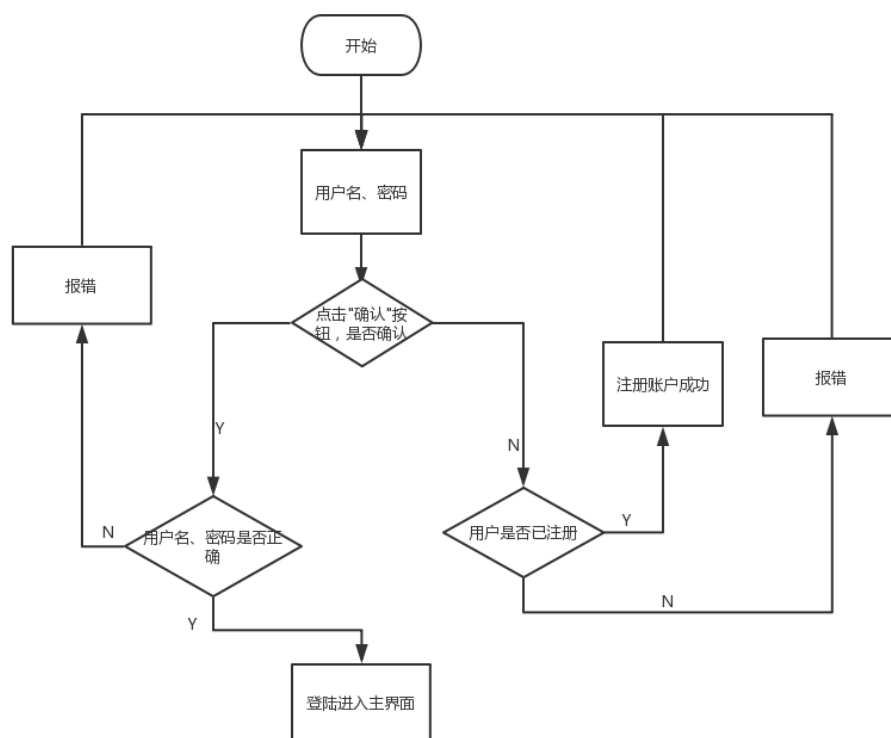 开始
用户名、密码
报错
点击"确认"按
钮，是否确认
注册账户成功
报错
Y
N
用户名、密码是否正
确
N
用户是否已注册
Y
N
Y
登陆进入主界面